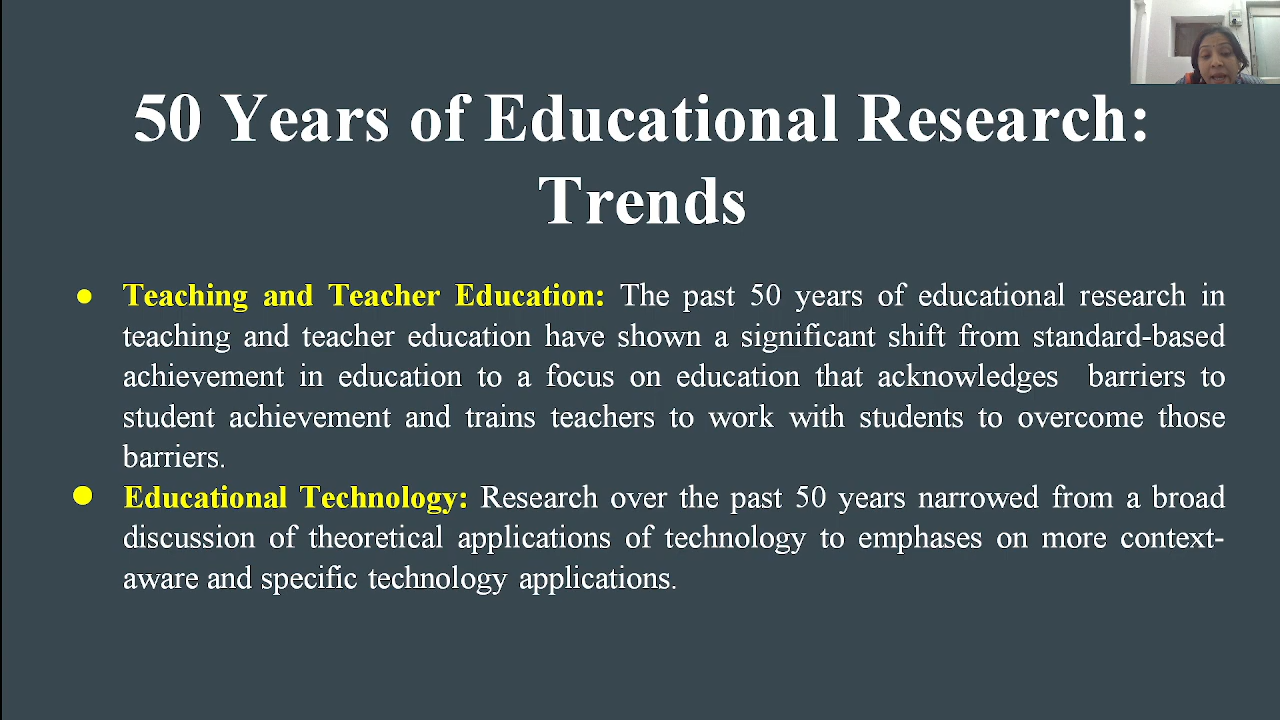 50 Years of Educational Research:
Trends
● Teaching and Teacher Education: The past 50 years of educational research in
teaching and teacher education have shown a significant shift from standard-based
achievement in education to a focus on education that acknowledges barriers to
student achievement and trains teachers to work with students to overcome those
barriers.
● Educational Technology: Research over the past 50 years narrowed from a broad
discussion of theoretical applications of technology to emphases on more context-
aware and specific technology applications.